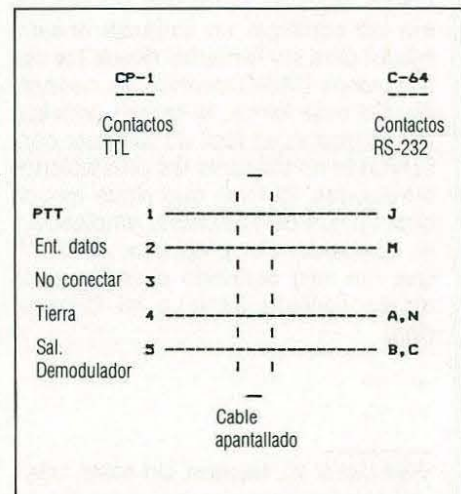 CP-1 C-64
Contactos Contactos
TTL RS-232
PTT 1 J
Ent. datos 2 M
No conectar 3
Tierra 4 A,N
Sal. 5 B,C
Demodulador
Cable
apantallado